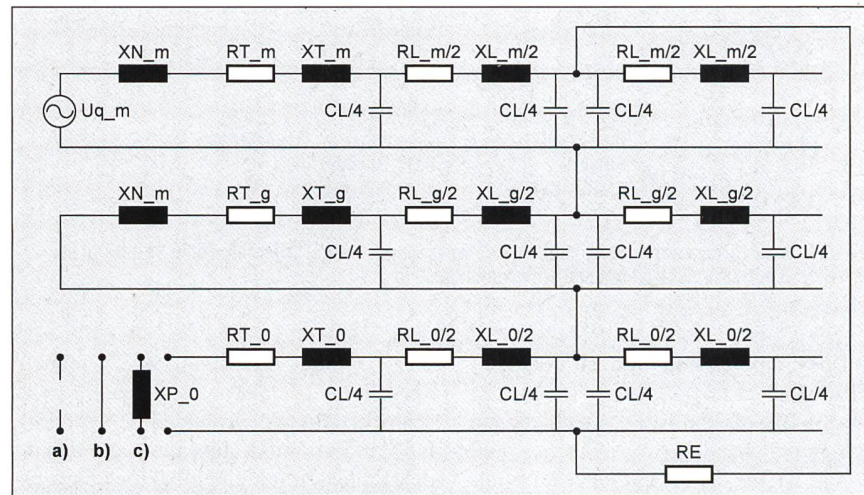 XN_m RT_m XT_m RL_m/2 XL_m/2 RL_m/2 XL_m/2
Uq_m CL/4 CL/4 CL/4 CL/4
XN_m RT_g XT_g RL_g/2 XL_g/2 RL_g/2 XL_g/2
CL/4 CL/4 CL/4 CL/4
RT_0 XT_0 RL_0/2 XL_0/2 RL_0/2 XL_0/2
XP_0 CL/4 CL/4 CL/4 CL/4
a) b) c)
RE